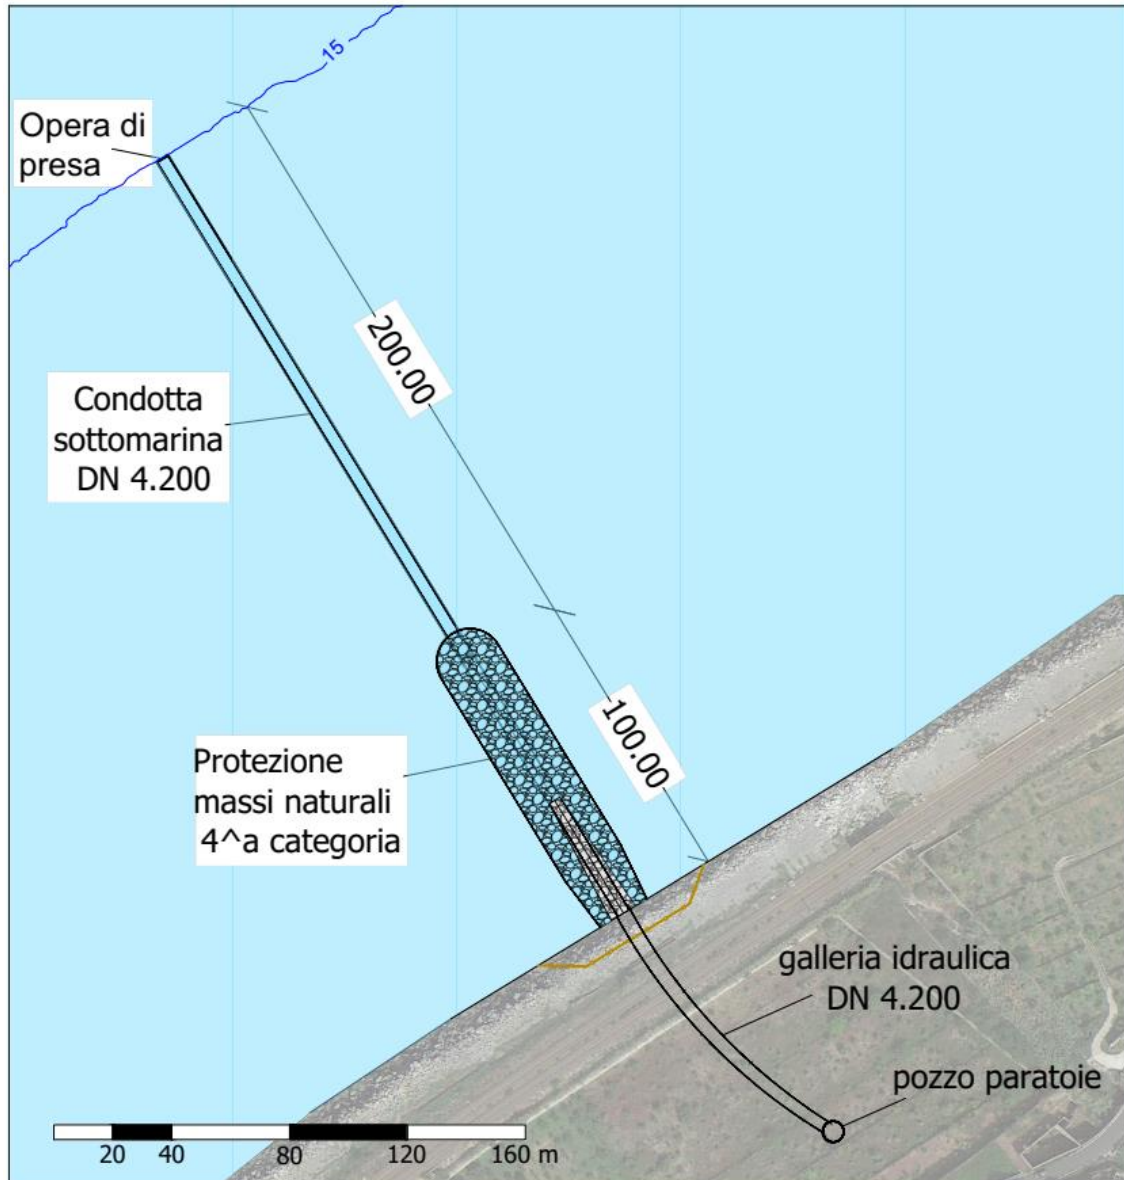 15
Opera di
presa
200.00
Condotta
sottomarina
DN 4.200
100.00
Protezione
massi naturali
4^a categoria
galleria idraulica
DN 4.200
pozzo paratoie
20 40 80 120 160 m